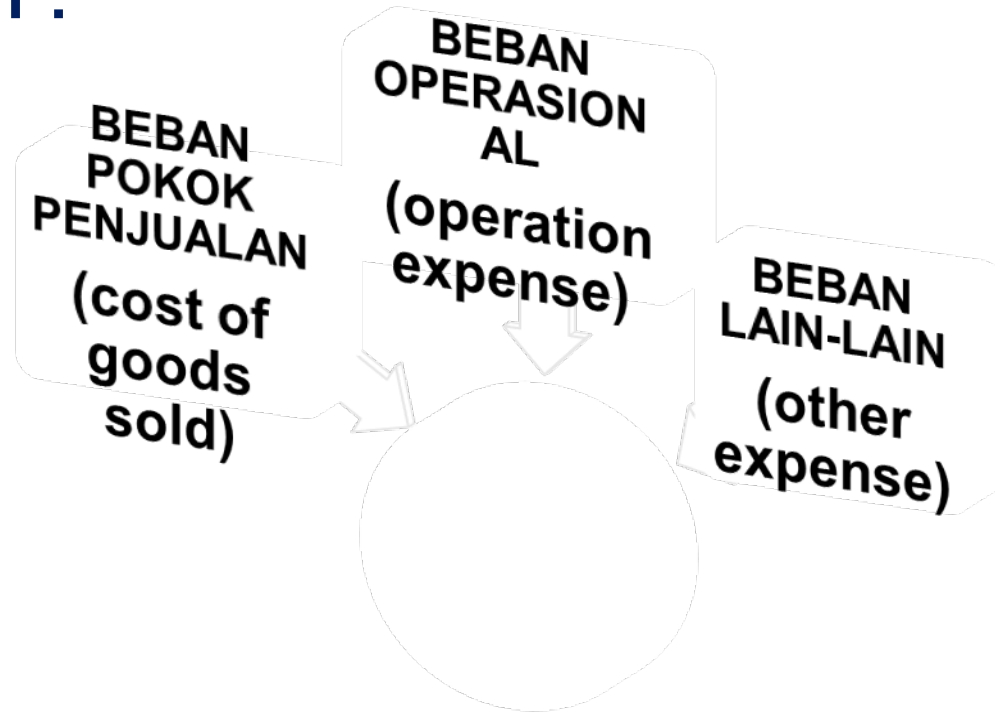 BEBAN
POKOK
PENJUALAN
(cost of
goods
sold)
BEBAN
OPERASION
AL
(operation
expense)
BEBAN
LAIN-LAIN
(other
expense)